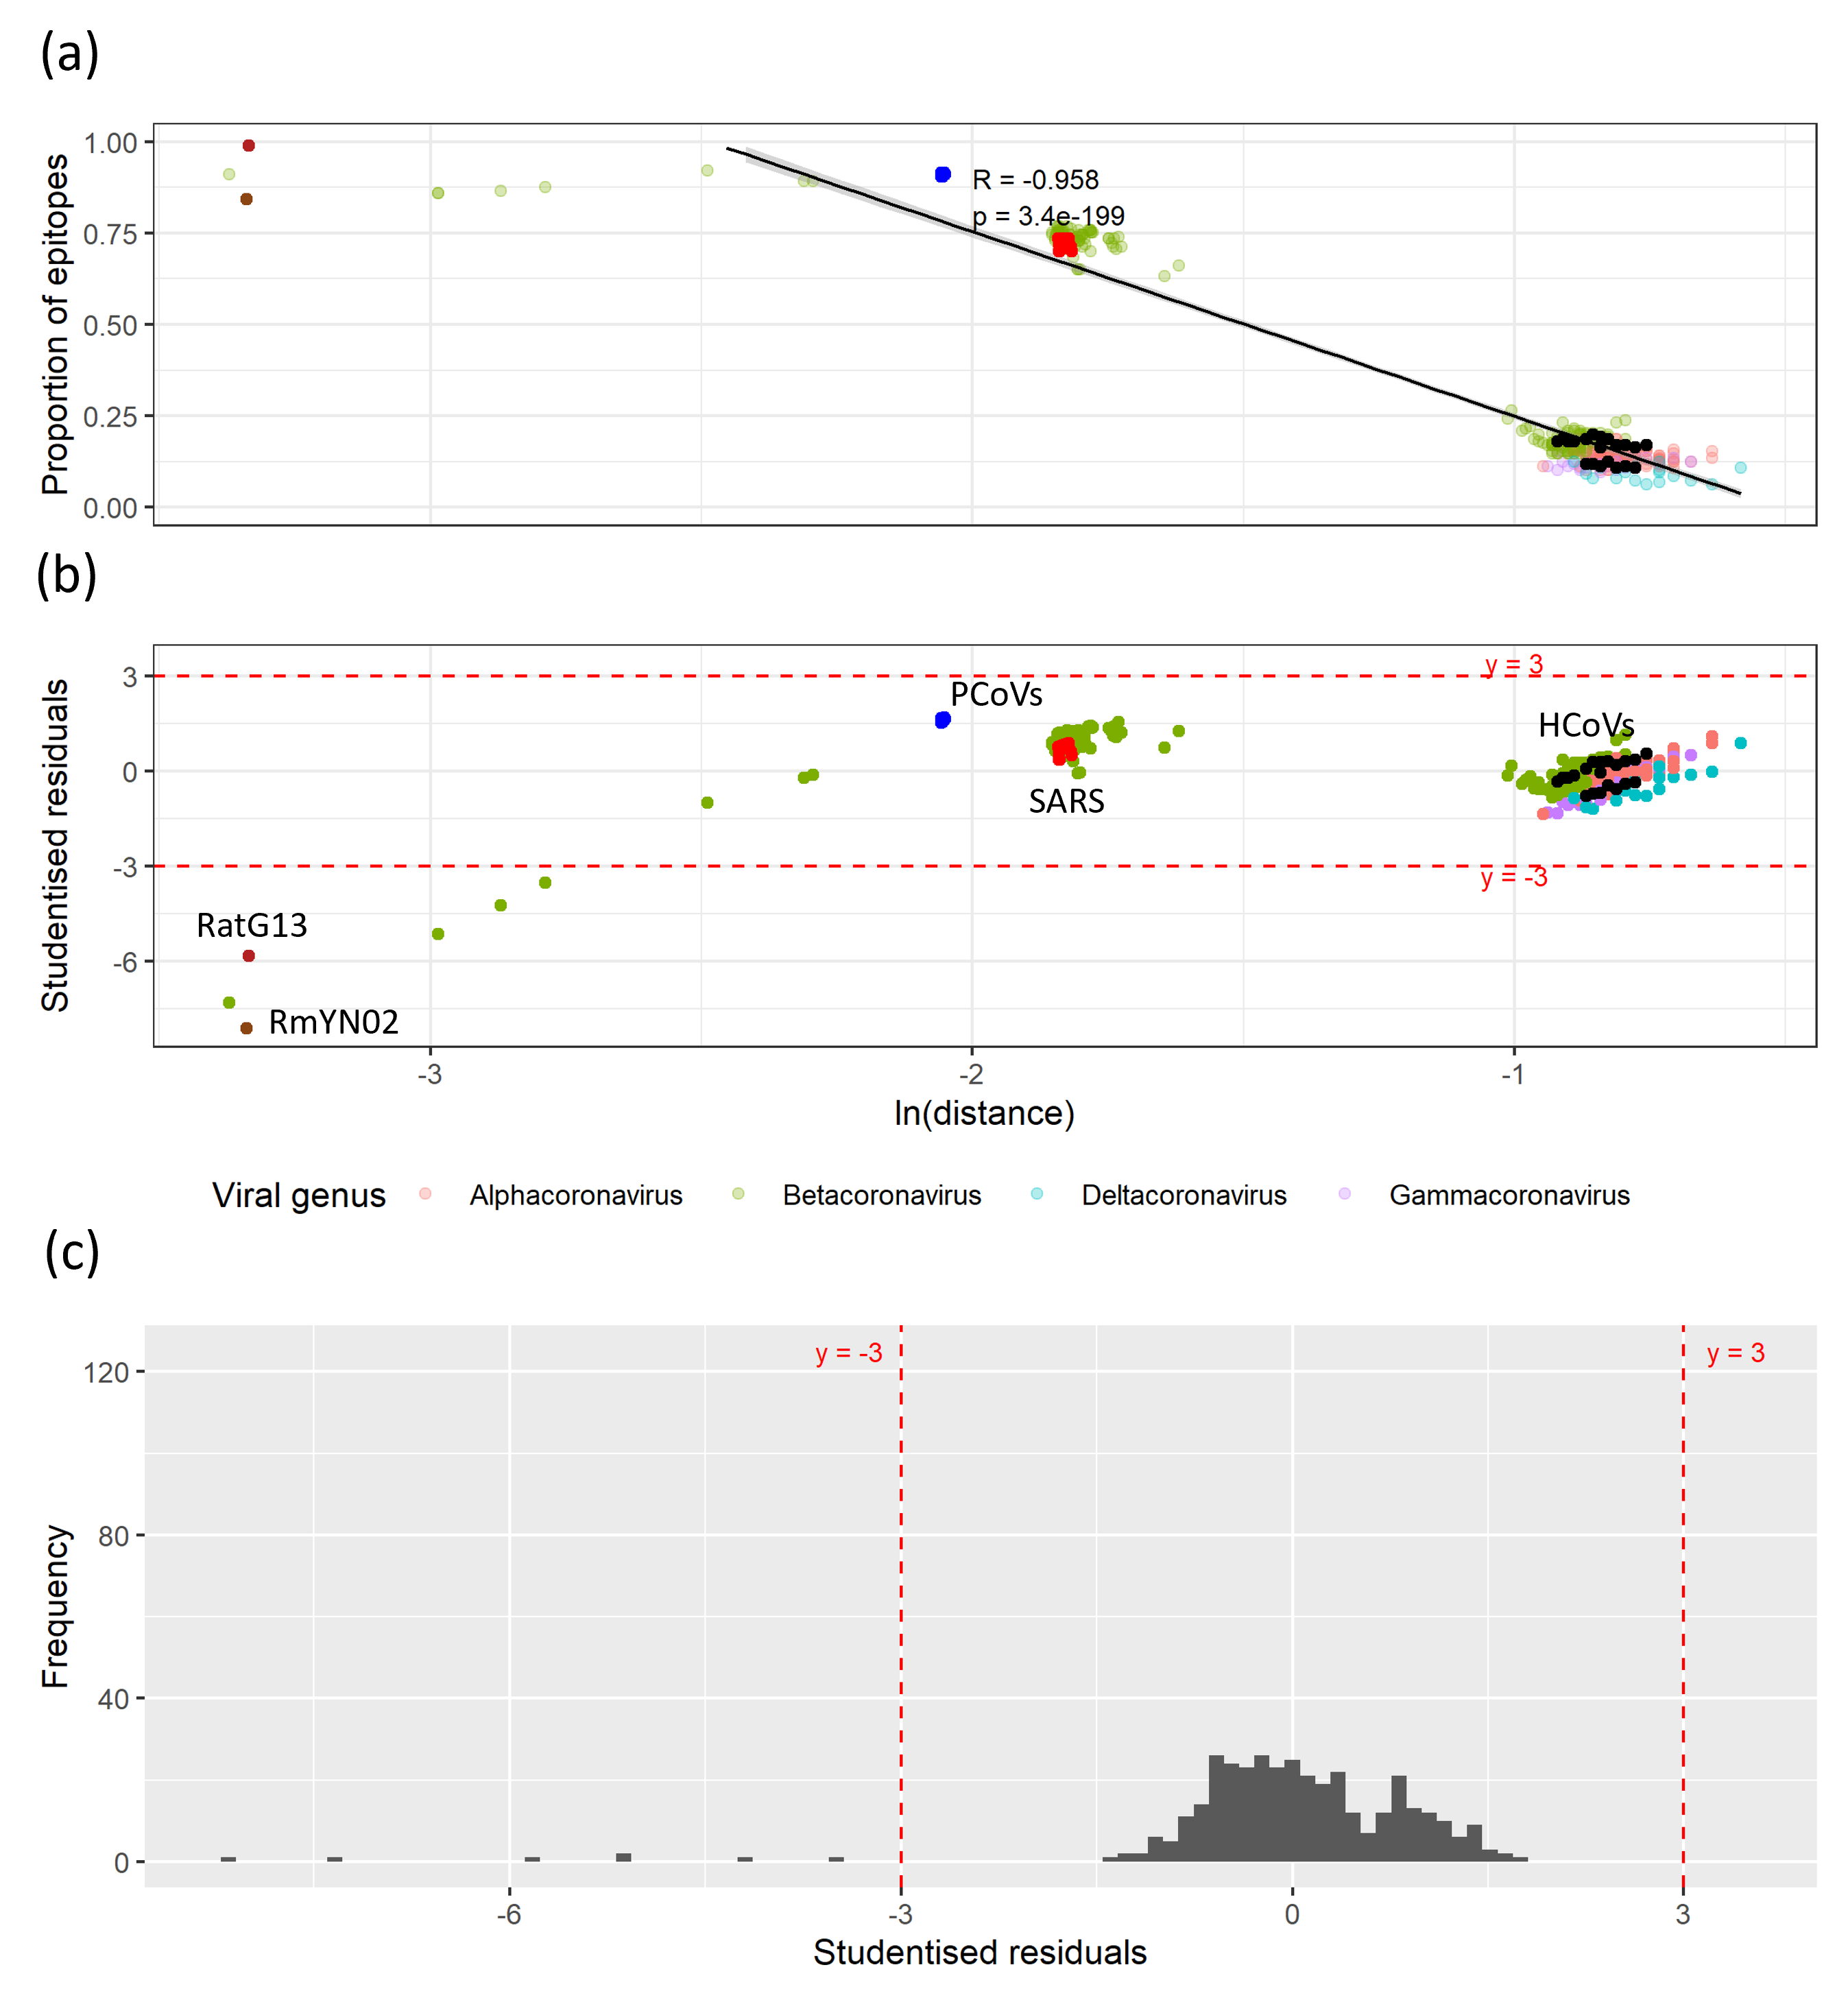 (a)
1.00
0.75
0.50
0.25
0.00
Proportion of epitopes
R = -0.958
p = 3.4e-199
(b)
3
0
-3
-6
Studentised residuals
y = 3
PCoVs
HCoVs
SARS
y = -3
RatG13
RmYN02
-3 -2 -1
ln(distance)
Viral genus Alphacoronavirus Betacoronavirus Deltacoronavirus Gammacoronavirus
(c)
120
80
40
0
Frequency
y = -3 y = 3
-6 -3 0 3
Studentised residuals